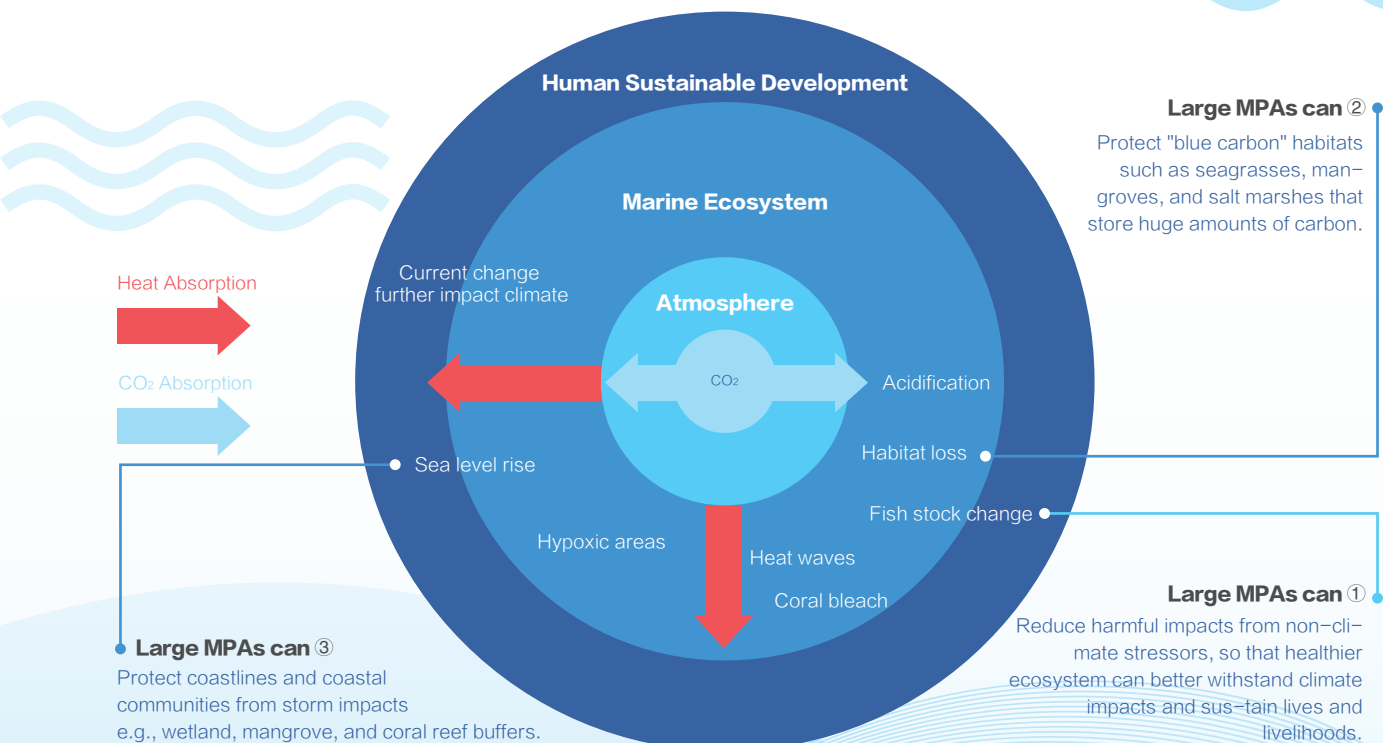 Human Sustainable Development
Marine Ecosystem
Atmosphere
CO₂
Current change
further impact climate
Heat Absorption
CO₂ Absorption
Acidification
Habitat loss
Fish stock change
Sea level rise
Hypoxic areas
Heat waves
Coral bleach
Large MPAs can ②
Protect "blue carbon" habitats
such as seagrasses, man-
groves, and salt marshes that
store huge amounts of carbon.
Large MPAs can ①
Reduce harmful impacts from non-cli-
mate stressors, so that healthier
ecosystem can better withstand climate
impacts and sus-tain lives and
livelihoods.
Large MPAs can ③
Protect coastlines and coastal
communities from storm impacts
e.g., wetland, mangrove, and coral reef buffers.